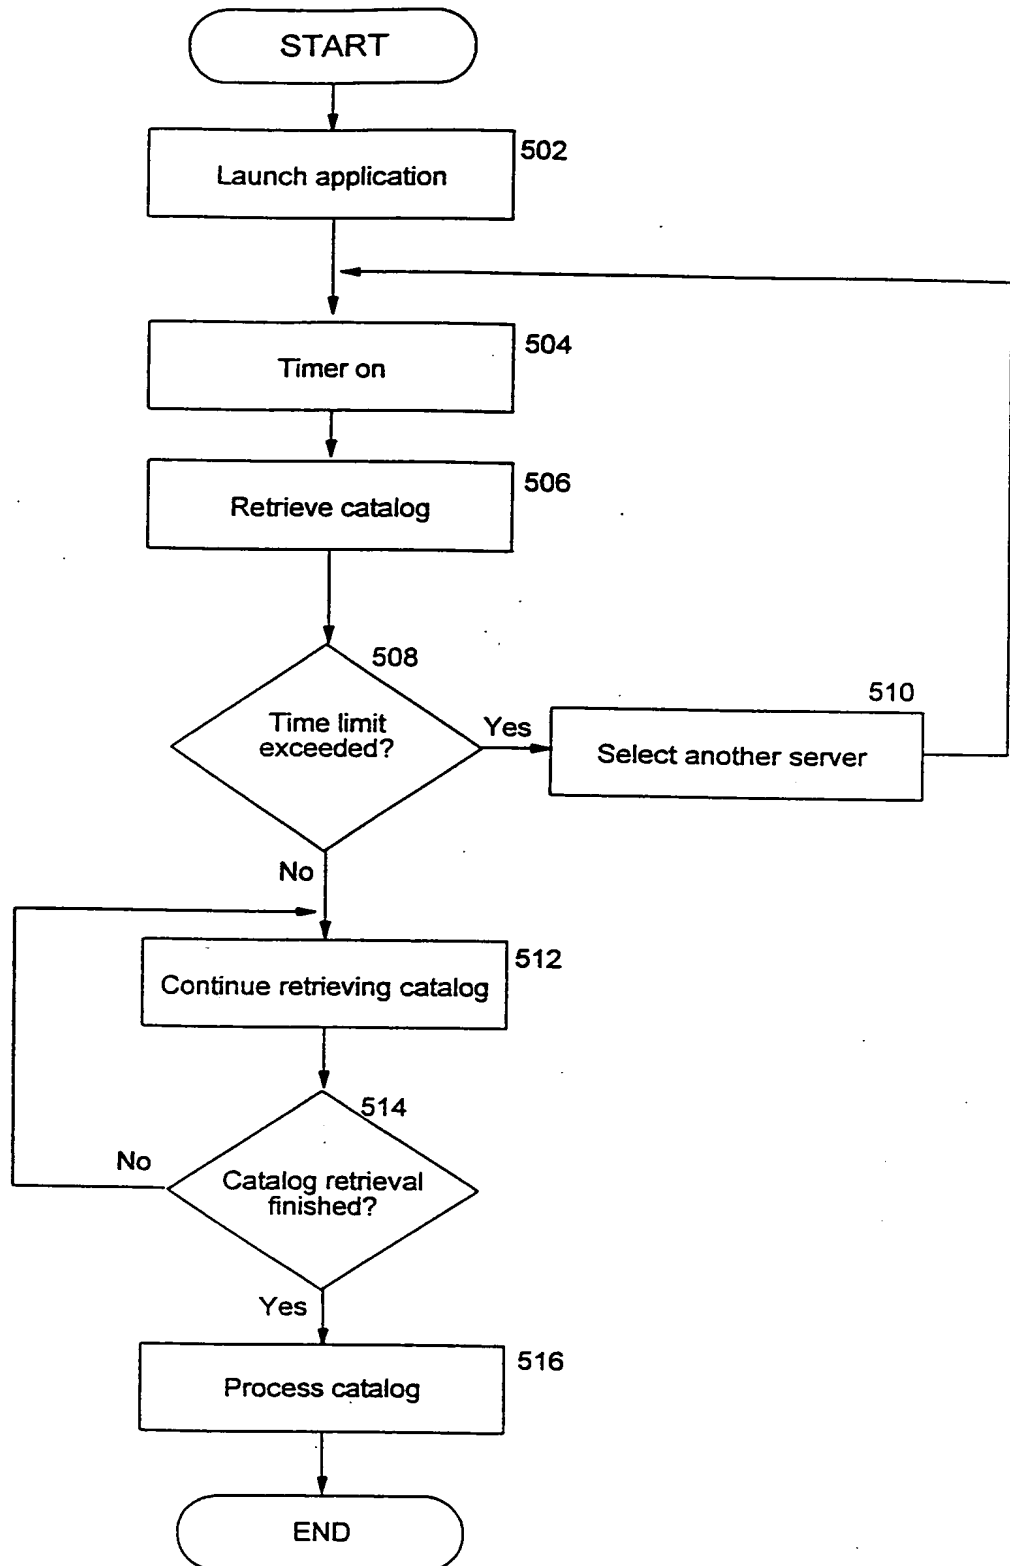 START
502
Launch application
504
Timer on
506
Retrieve catalog
508
Time limit
exceeded?
Yes
510
Select another server
No
512
Continue retrieving catalog
514
No
Catalog retrieval
finished?
Yes
516
Process catalog
END